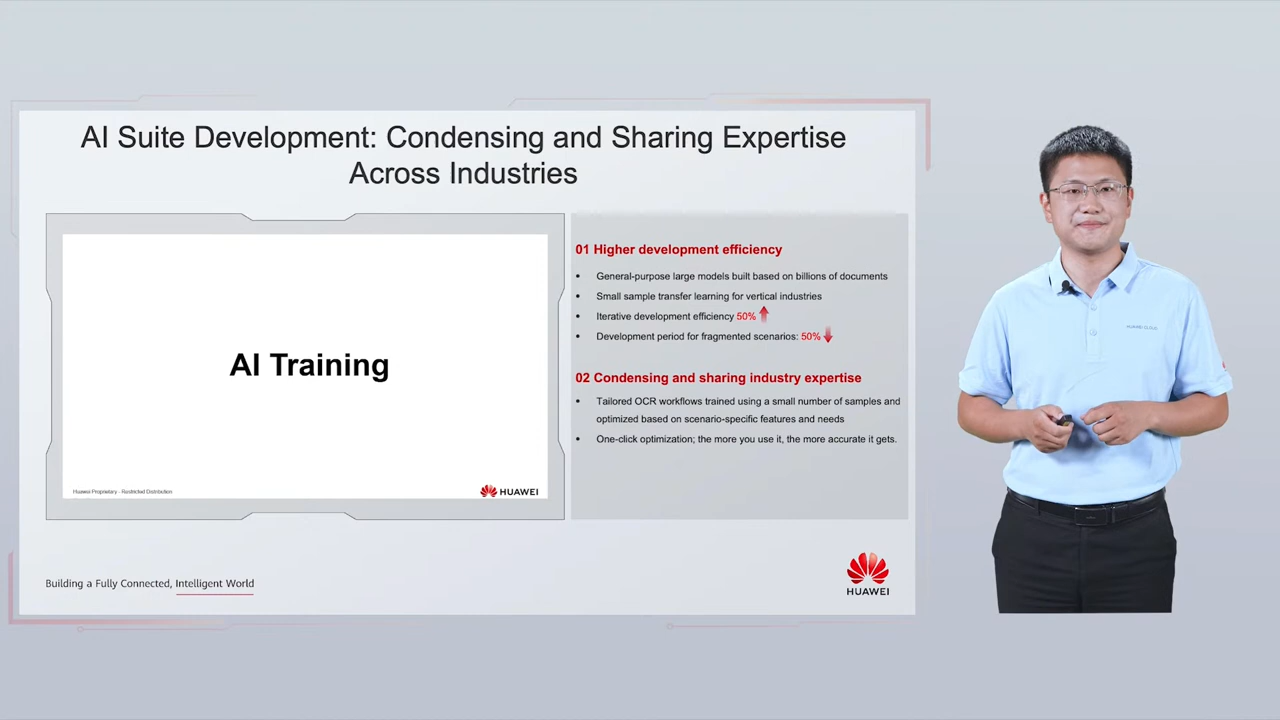 AI Suite Development: Condensing and Sharing Expertise
Across Industries
AI Training
Huawei Proprietary - Restricted Distribution
HUAWEI
01 Higher development efficiency
• General-purpose large models built based on billions of documents
• Small sample transfer learning for vertical industries
• Iterative development efficiency 50%
• Development period for fragmented scenarios: 50%
02 Condensing and sharing industry expertise
• Tailored OCR workflows trained using a small number of samples and
optimized based on scenario-specific features and needs
• One-click optimization; the more you use it, the more accurate it gets.
Building a Fully Connected, Intelligent World
HUAWEI
HUAWEI CLOUD